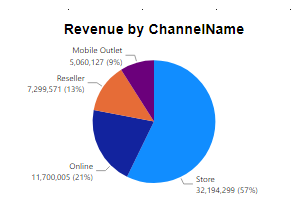 Revenue by ChannelName
Mobile Outlet
5,060,127 (9%)
Reseller
7,299,571 (13%)
Online
11,700,005 (21%)
Store
32,194,299 (57%)